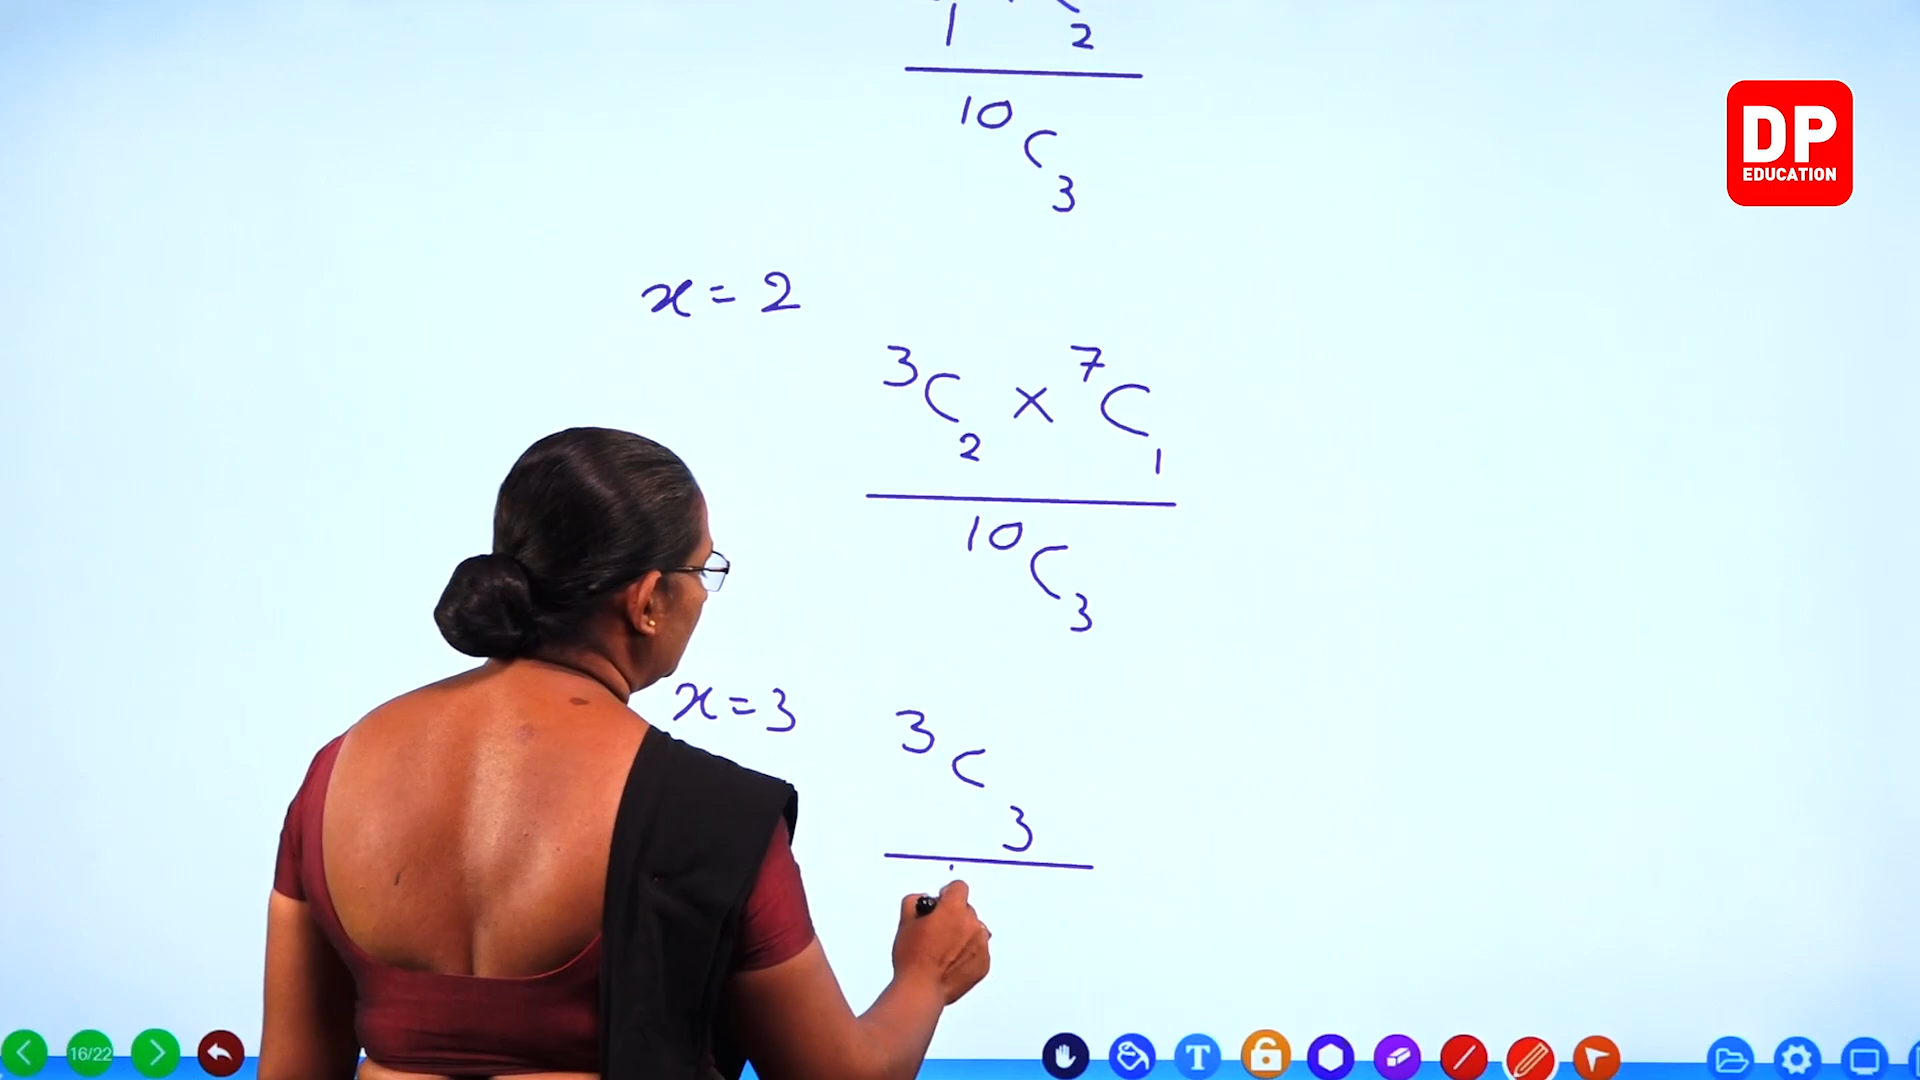 1 2
10C3
DP
EDUCATION
x = 2
3C2 × 7C1
10C3
x = 3
3C3
16/22
T